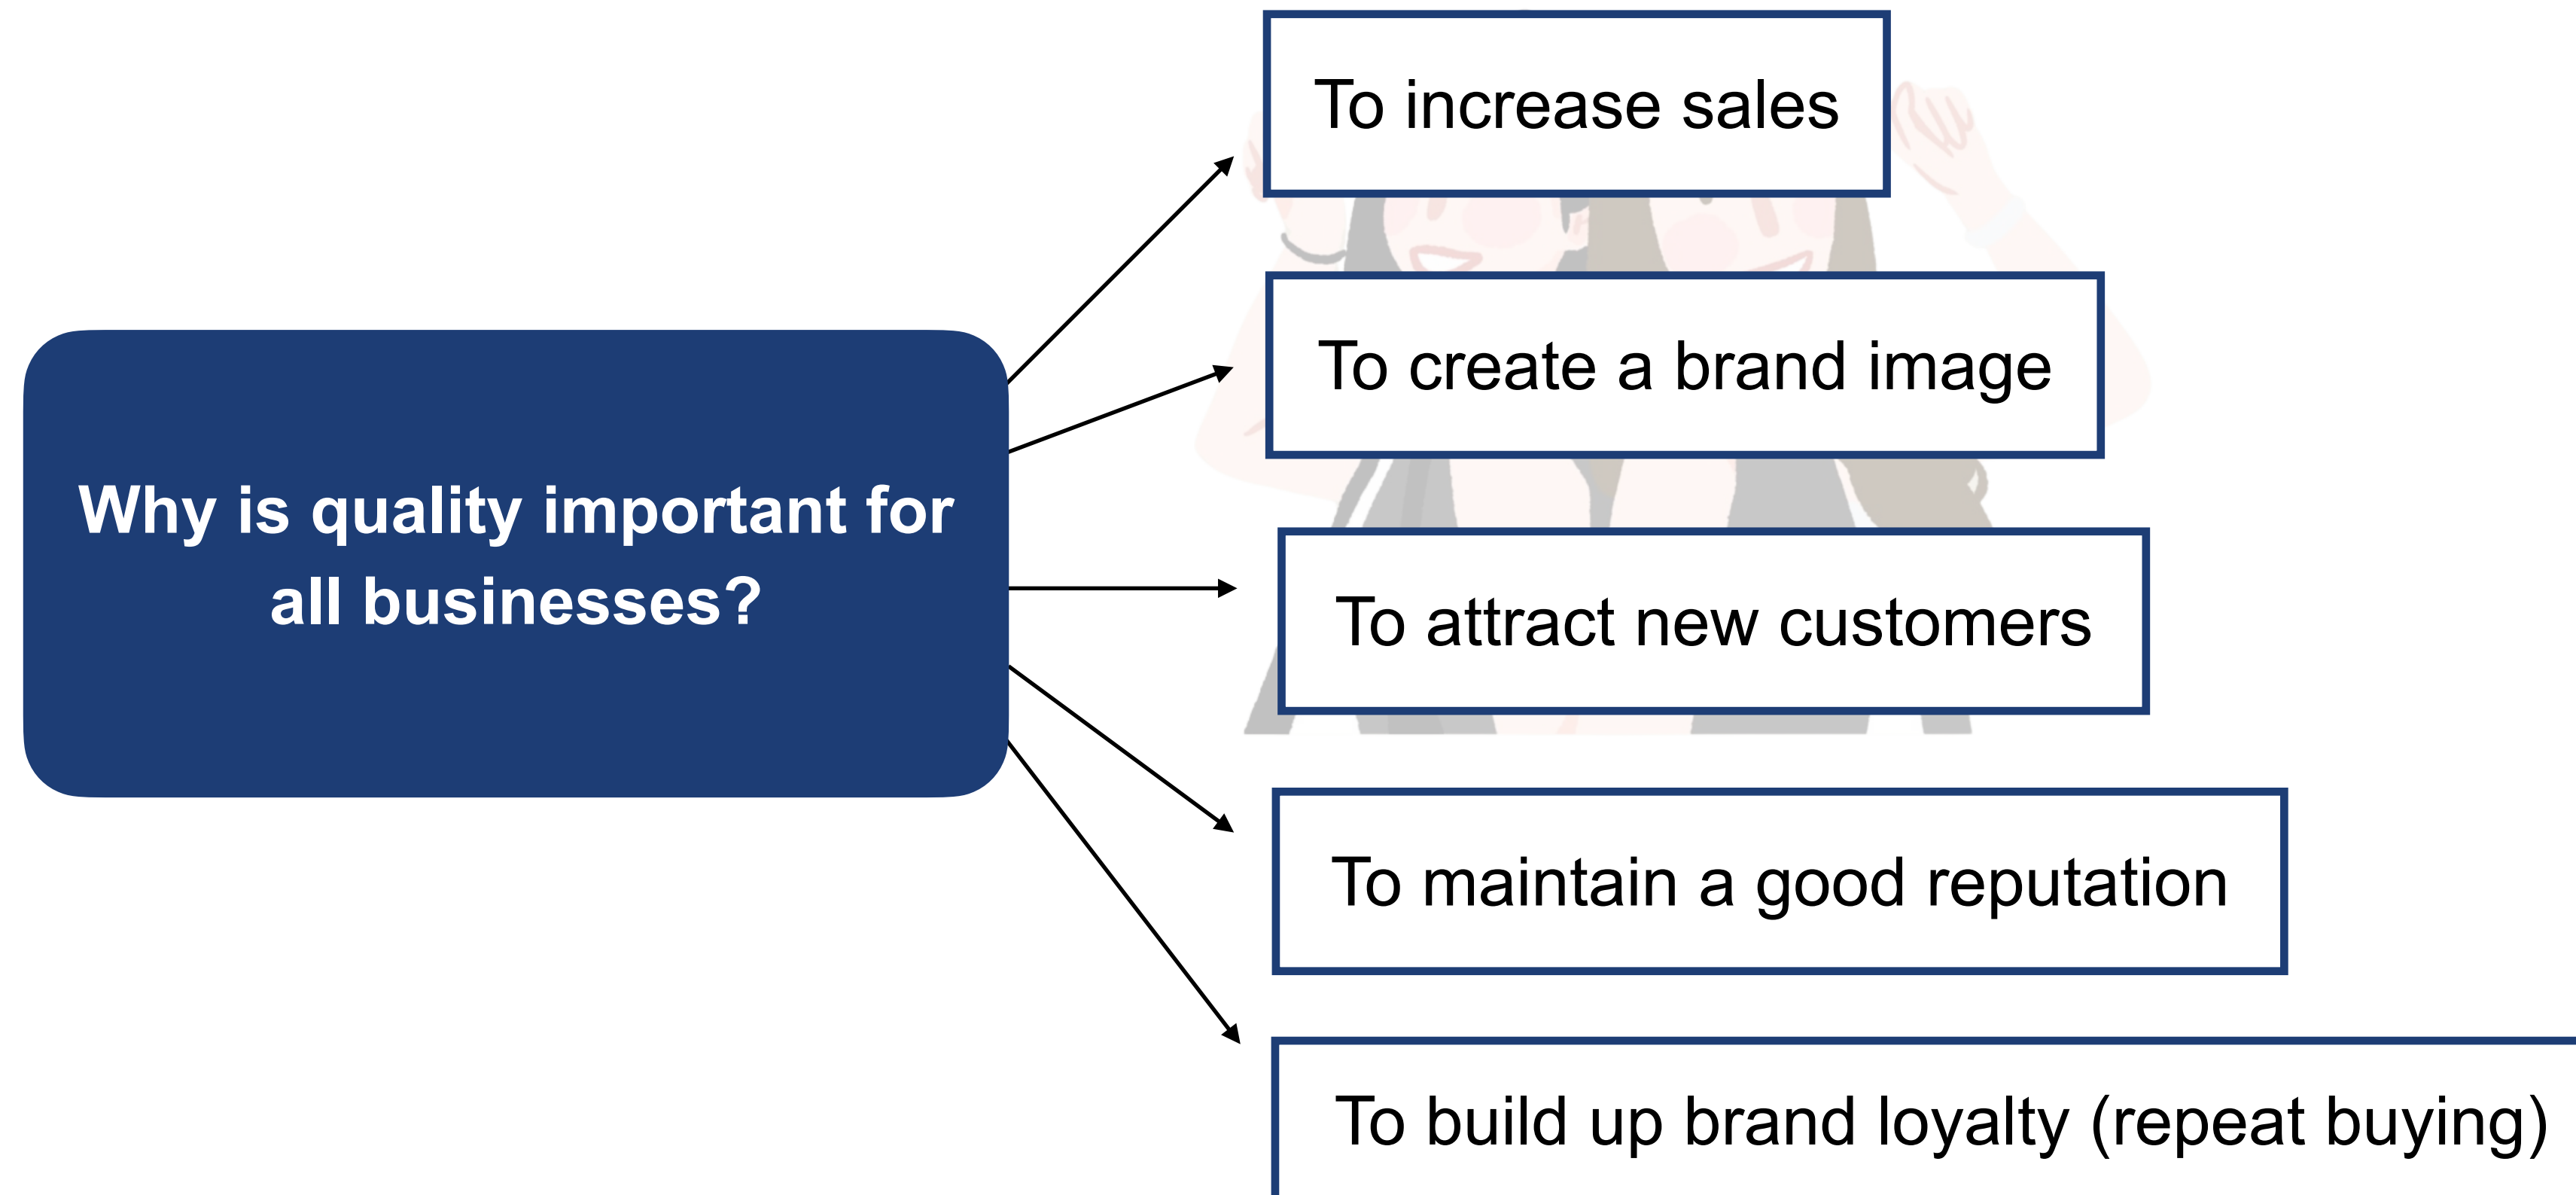 To increase sales
To create a brand image
Why is quality important for
all businesses?
To attract new customers
To maintain a good reputation
To build up brand loyalty (repeat buying)